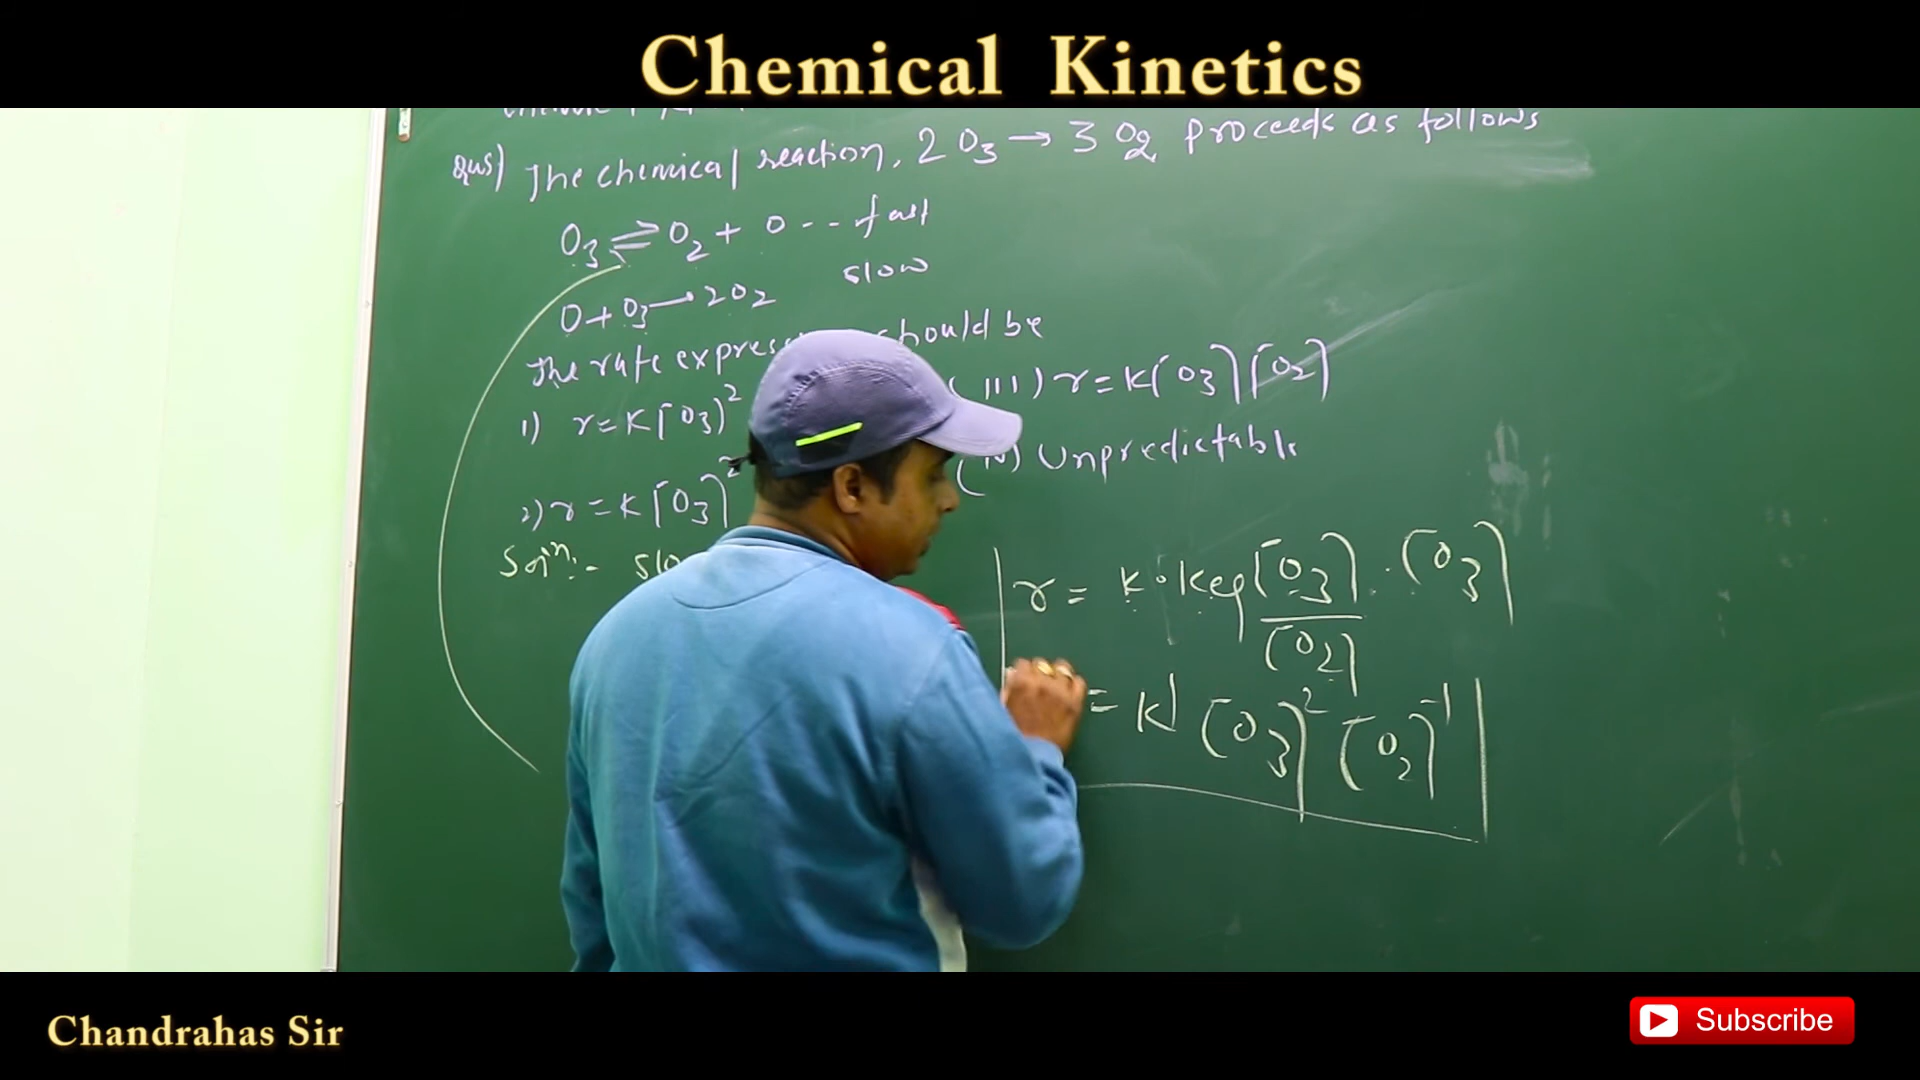 Chemical Kinetics
Qus) The chemical reaction, 2 O₃ → 3 O₂ Proceeds as follows
O₃ ⇌ O₂ + O -- fast
O + O₃ → 2O₂ slow
The rate should be
1) r = K[O₃]²
(III) r = K[O₃][O₂]
2) r = K[O₃]²
(IV) Unpredictable
Solⁿ:-
r = K · Keq [O₃] / [O₂] · [O₃]
= K' [O₃]² [O₂]⁻¹
Chandrahas Sir
Subscribe